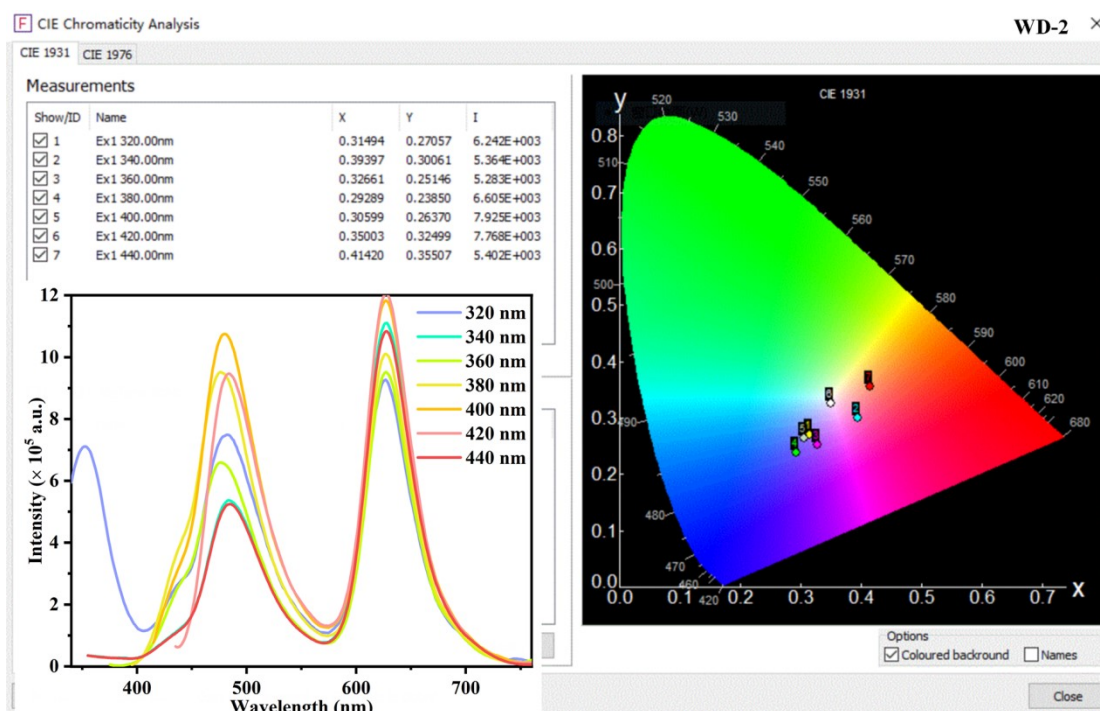 CIE Chromaticity Analysis
WD-2
CIE 1931 CIE 1976
Measurements
Show/ID Name X Y I
1 Ex1 320.00nm 0.31494 0.27057 6.242E+003
2 Ex1 340.00nm 0.39397 0.30061 5.364E+003
3 Ex1 360.00nm 0.32661 0.25146 5.283E+003
4 Ex1 380.00nm 0.29289 0.23850 6.605E+003
5 Ex1 400.00nm 0.30599 0.26370 7.925E+003
6 Ex1 420.00nm 0.35003 0.32499 7.768E+003
7 Ex1 440.00nm 0.41420 0.35507 5.402E+003
12
10
8
6
4
2
0
Intensity (× 10⁵ a.u.)
320 nm
340 nm
360 nm
380 nm
400 nm
420 nm
440 nm
400 500 600 700
Wavelength (nm)
CIE 1931
y
0.8
0.7
0.6
0.5
0.4
0.3
0.2
0.1
0.0
0.0 0.1 0.2 0.3 0.4 0.5 0.6 0.7 x
520
530
540
550
560
570
580
590
600
610
620
680
510
500
490
480
470
460
420
Options
Coloured backround Names
Close